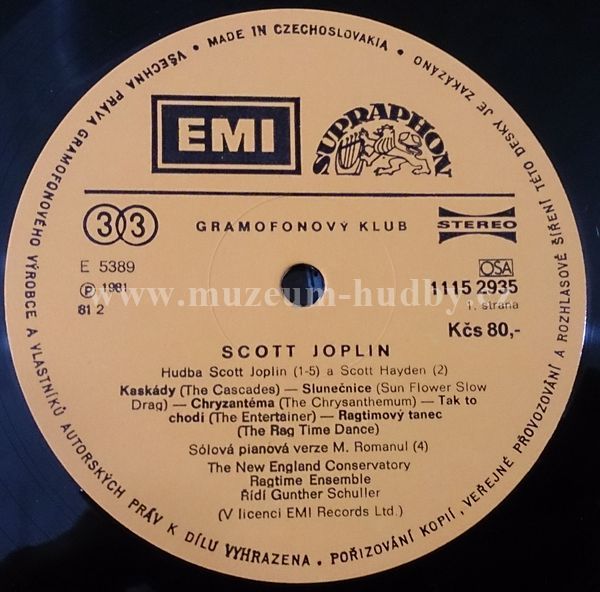 VŠECHNA PRÁVA GRAMOFONOVÉHO VÝROBCE A VLASTNÍKŮ AUTORSKÝCH PRÁV K DÍLU VYHRAZENA • POŘIZOVÁNÍ KOPIÍ, VEŘEJNÉ PROVOZOVÁNÍ A ROZHLASOVÉ ŠÍŘENÍ TÉTO DESKY JE ZAKÁZÁNO • MADE IN CZECHOSLOVAKIA •
EMI SUPRAPHON
33 GRAMOFONOVÝ KLUB STEREO
E 5389 OSA
℗ 1981 1115 2935
81 2 1. strana
www.muzeum-hudby.cz
Kčs 80,-
SCOTT JOPLIN
Hudba Scott Joplin (1-5) a Scott Hayden (2)
Kaskády (The Cascades) — Slunečnice (Sun Flower Slow
Drag) — Chryzantéma (The Chrysanthemum) — Tak to
chodí (The Entertainer) — Ragtimový tanec
(The Rag Time Dance)
Sólová pianová verze M. Romanul (4)
The New England Conservatory
Ragtime Ensemble
Řídí Gunther Schuller
(V licenci EMI Records Ltd.)